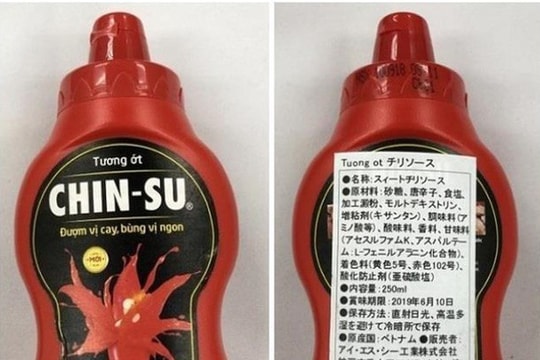 Tương ớt
CHIN-SU®
Đượm vị cay, bùng vị ngon
MỚI
Tuong ot チリソース
●名称: スィートチリソース
●原材料: 砂糖、唐辛子、食塩、
加工澱粉、モルトデキストリン、
増粘剤(キサンタン)、調味料(ア
ミノ酸等)、酸味料、香料、甘味料
(アセスルファムK、アスパルテー
ム: L-フェニルアラニン化合物)、
着色料(黄色5号、赤色102号)、
酸化防止剤(亜硫酸塩)
●内容量: 250ml
●賞味期限: 2019年6月10日
●保存方法: 直射日光、高温多
湿を避けて冷暗所で保存
●原産国: ベトナム ●販売者:
アイ・エス・シー工業株式会社